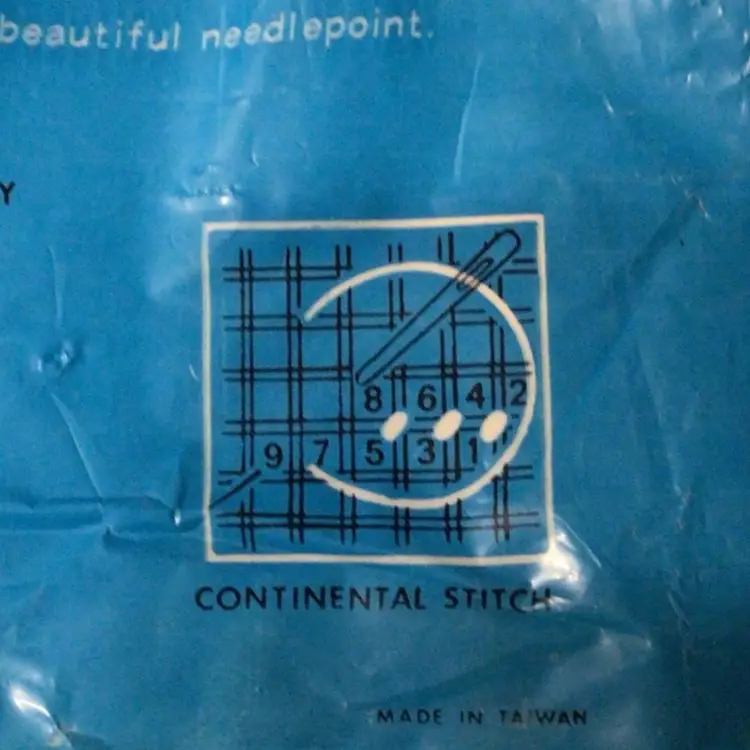 beautiful needlepoint.
Y
8 6 4 2
9 7 5 3 1
CONTINENTAL STITCH
MADE IN TAIWAN